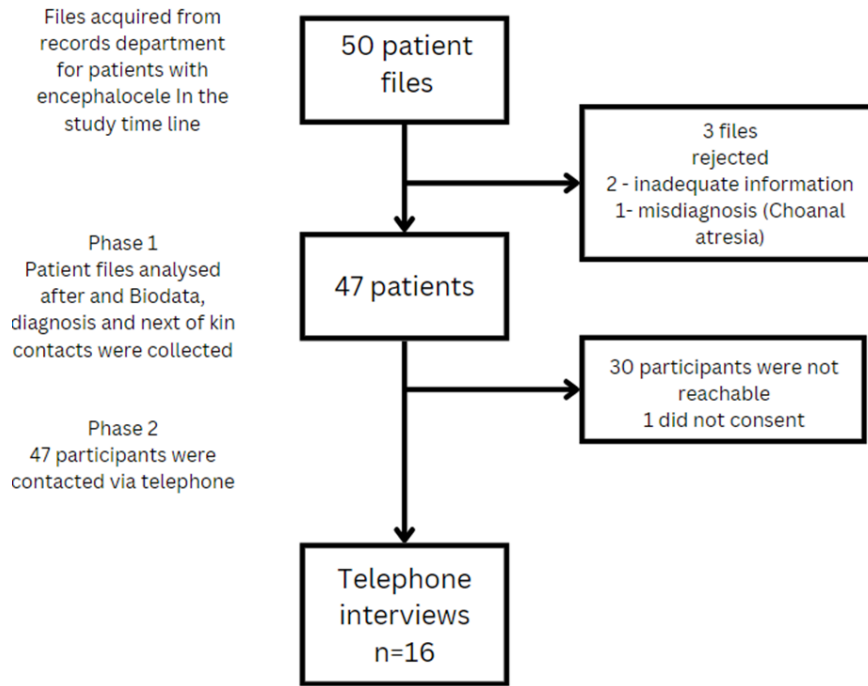 Files acquired from
records department
for patients with
encephalocele In the
study time line
50 patient
files
3 files
rejected
2 - inadequate information
1- misdiagnosis (Choanal
atresia)
Phase 1
Patient files analysed
after and Biodata,
diagnosis and next of kin
contacts were collected
47 patients
30 participants were not
reachable
1 did not consent
Phase 2
47 participants were
contacted via telephone
Telephone
interviews
n=16